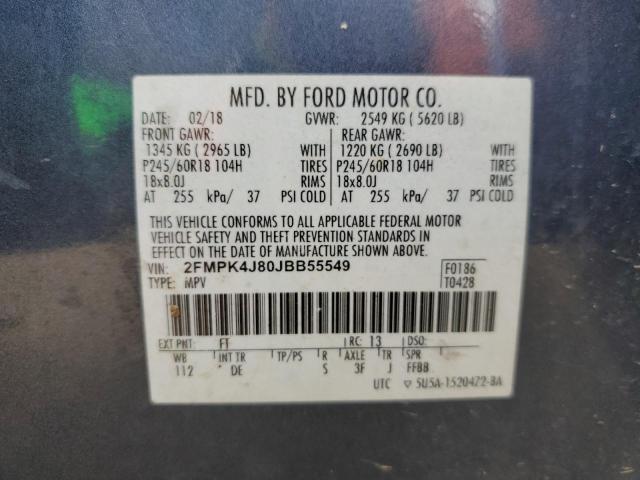 MFD. BY FORD MOTOR CO.
DATE: 02/18 GVWR: 2549 KG ( 5620 LB)
FRONT GAWR: REAR GAWR:
1345 KG ( 2965 LB) WITH 1220 KG ( 2690 LB) WITH
P245/60R18 104H TIRES P245/60R18 104H TIRES
18x8.0J RIMS 18x8.0J RIMS
AT 255 kPa/ 37 PSI COLD AT 255 kPa/ 37 PSI COLD
THIS VEHICLE CONFORMS TO ALL APPLICABLE FEDERAL MOTOR
VEHICLE SAFETY AND THEFT PREVENTION STANDARDS IN
EFFECT ON THE DATE OF MANUFACTURE SHOWN ABOVE.
VIN: 2FMPK4J80JBB55549 F0186
TYPE: MPV T0428
EXT PNT: FT RC: 13 DSO:
WB INT TR TP/PS R AXLE TR SPR
112 DE S 3F J FFBB
UTC 5U5A-1520472-BA